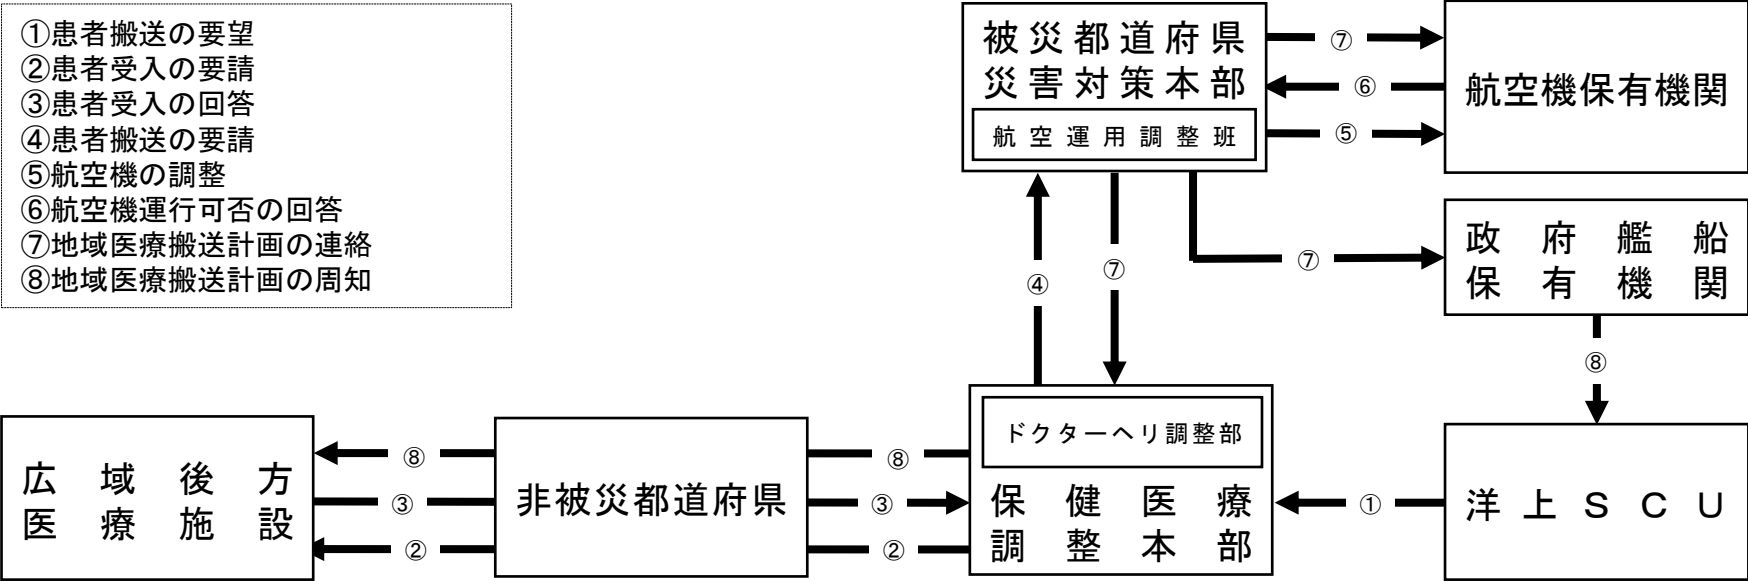 ①患者搬送の要望
②患者受入の要請
③患者受入の回答
④患者搬送の要請
⑤航空機の調整
⑥航空機運行可否の回答
⑦地域医療搬送計画の連絡
⑧地域医療搬送計画の周知
被災都道府県
災害対策本部
航空運用調整班
⑦
⑥
⑤
航空機保有機関
政府艦船
保有機関
④
⑦
⑦
⑧
広域後方
医療施設
⑧
③
②
非被災都道府県
⑧
③
②
ドクターヘリ調整部
保健医療
調整本部
①
洋上SCU